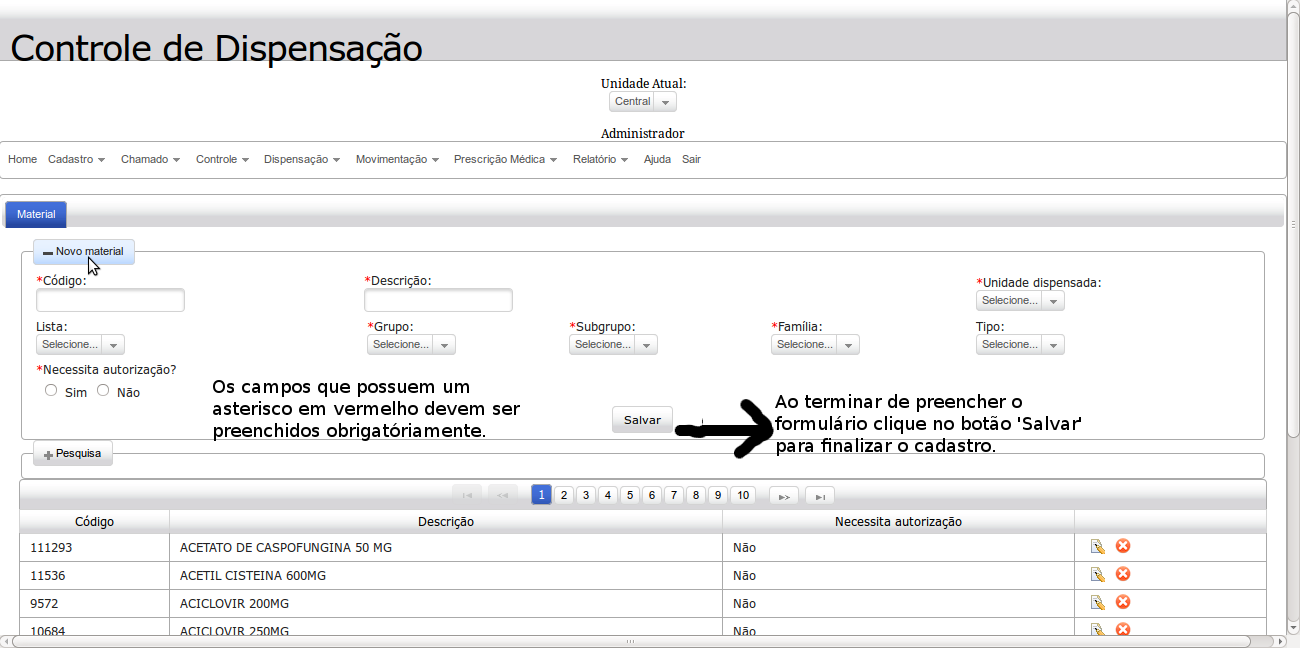 Controle de Dispensação
Unidade Atual:
Central
Administrador
Home Cadastro Chamado Controle Dispensação Movimentação Prescrição Médica Relatório Ajuda Sair
Material
Novo material
*Código: *Descrição: *Unidade dispensada:
Selecione...
Lista: *Grupo: *Subgrupo: *Família: Tipo:
Selecione... Selecione... Selecione... Selecione... Selecione...
*Necessita autorização?
Sim Não
Os campos que possuem um
asterisco em vermelho devem ser
preenchidos obrigatóriamente.
Salvar
Ao terminar de preencher o
formulário clique no botão 'Salvar'
para finalizar o cadastro.
Pesquisa
1 2 3 4 5 6 7 8 9 10
Código Descrição Necessita autorização
111293 ACETATO DE CASPOFUNGINA 50 MG Não
11536 ACETIL CISTEINA 600MG Não
9572 ACICLOVIR 200MG Não
10684 ACICLOVIR 250MG Não